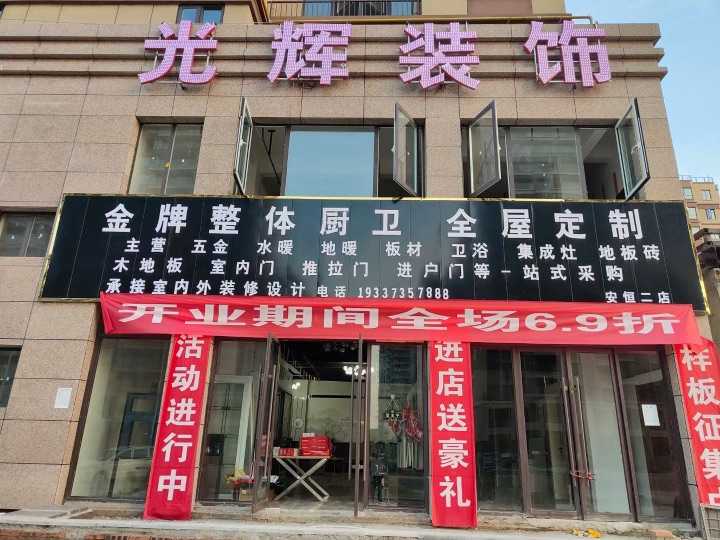 光辉装饰
金牌整体厨卫 全屋定制
主营 五金 水暖 地暖 板材 卫浴 集成灶 地板砖
木地板 室内门 推拉门 进户门等一站式采购
承接室内外装修设计 电话 19337357888 安恒二店
开业期间全场6.9折
活动进行中
进店送豪礼
样板征集